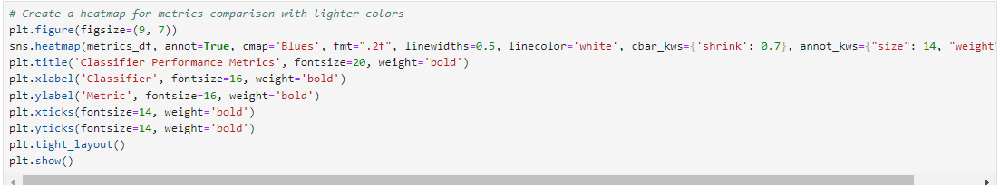 # Create a heatmap for metrics comparison with lighter colors
plt.figure(figsize=(9, 7))
sns.heatmap(metrics_df, annot=True, cmap='Blues', fmt=".2f", linewidths=0.5, linecolor='white', cbar_kws={'shrink': 0.7}, annot_kws={"size": 14, "weight"
plt.title('Classifier Performance Metrics', fontsize=20, weight='bold')
plt.xlabel('Classifier', fontsize=16, weight='bold')
plt.ylabel('Metric', fontsize=16, weight='bold')
plt.xticks(fontsize=14, weight='bold')
plt.yticks(fontsize=14, weight='bold')
plt.tight_layout()
plt.show()